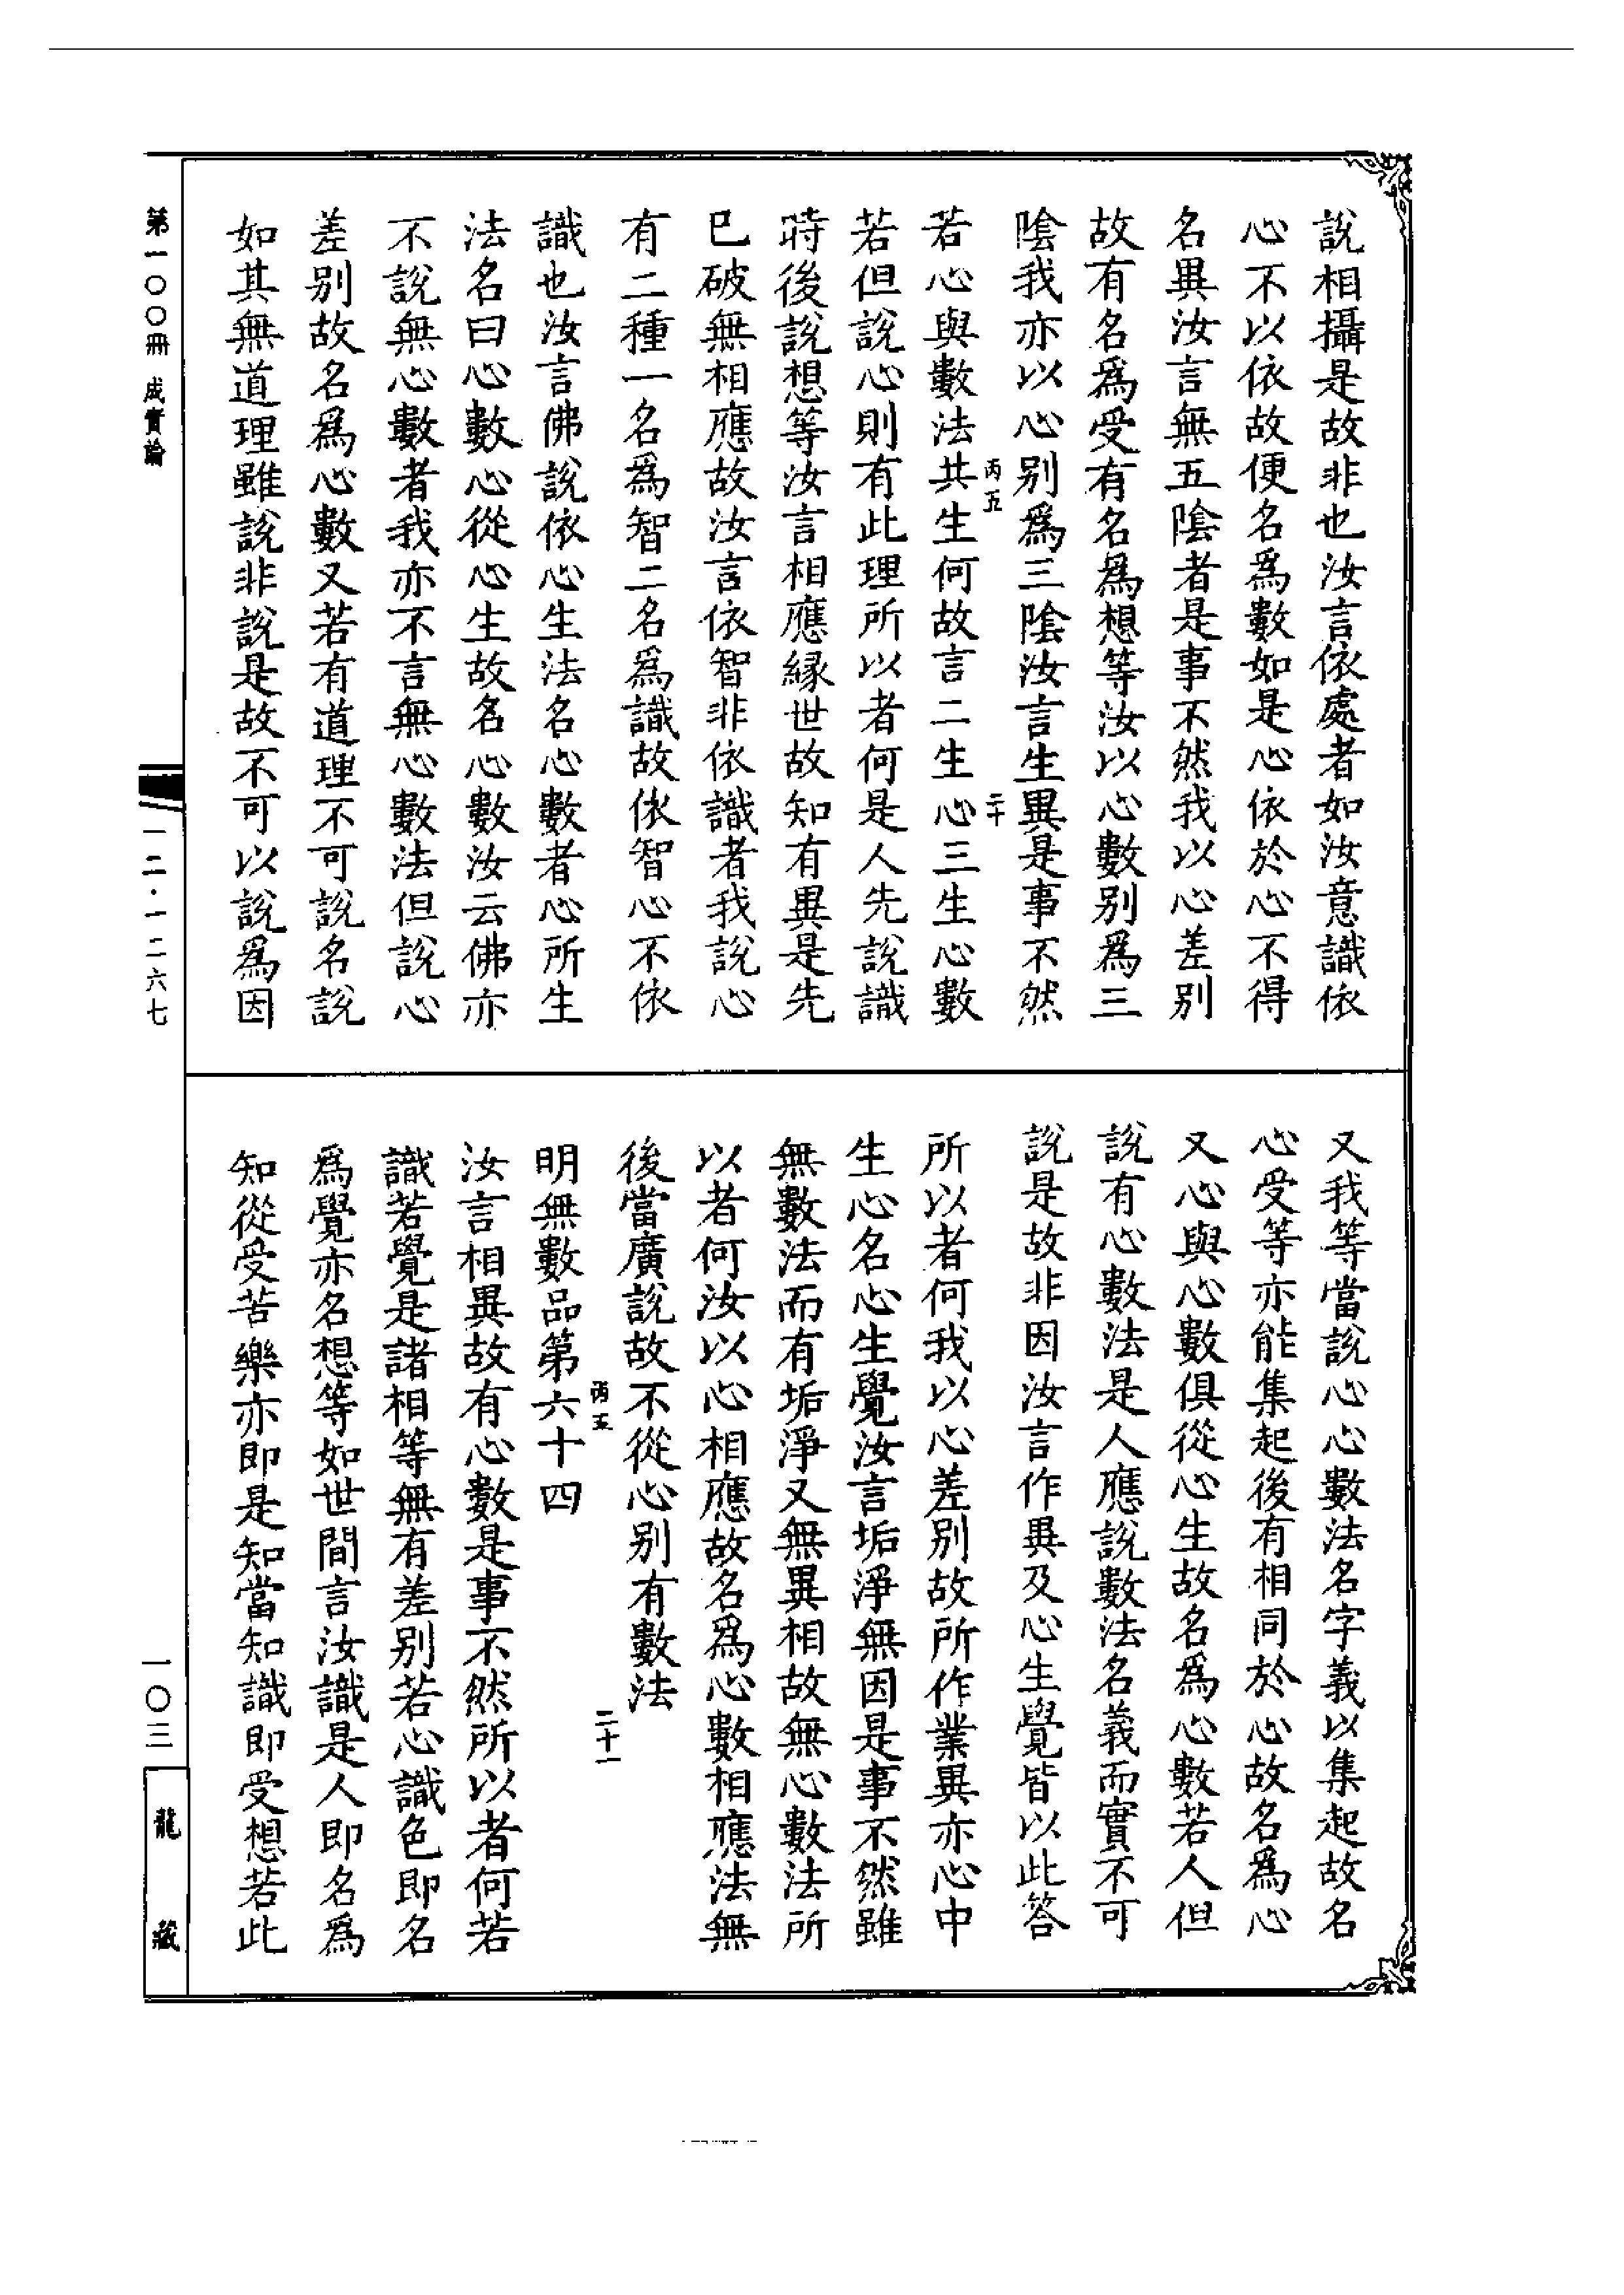 說相攝是故非也汝言依處者如汝意識依
心不以依故便名為數如是心依於心不得
名異汝言無五陰者是事不然我以心差別
故有名為受有名為想等汝以心數別為三
陰我亦以心別為三陰汝言生異是事不然
丙五
二十
若心與數法共生何故言二生心三生心數
若但說心則有此理所以者何是人先說識
時後說想等汝言相應緣世故知有異是先
已破無相應故汝言依智非依識者我說心
有二種一名為智二名為識故依智心不依
識也汝言佛說依心生法名心數者心所生
法名曰心數心從心生故名心數汝云佛亦
不說無心數者我亦不言無心數法但說心
差別故名為心數又若有道理不可說名說
如其無道理雖說非說是故不可以說為因
又我等當說心心數法名字義以集起故名
心受等亦能集起後有相同於心故名為心
又心與心數俱從心生故名為心數若人但
說有心數法是人應說數法名義而實不可
說是故非因汝言作異及心生覺皆以此答
所以者何我以心差別故所作業異亦心中
生心名心生覺汝言垢淨無因是事不然雖
無數法而有垢淨又無異相故無心數法所
以者何汝以心相應故名為心數相應法無
後當廣說故不從心別有數法
丙五
二十一
明無數品第六十四
汝言相異故有心數是事不然所以者何若
識若覺是諸相等無有差別若心識色即名
為覺亦名想等如世間言汝識是人即名為
知從受苦樂亦即是知當知識即受想若此
第一〇〇冊 成實論
一二·一二六七
一〇三
龍藏